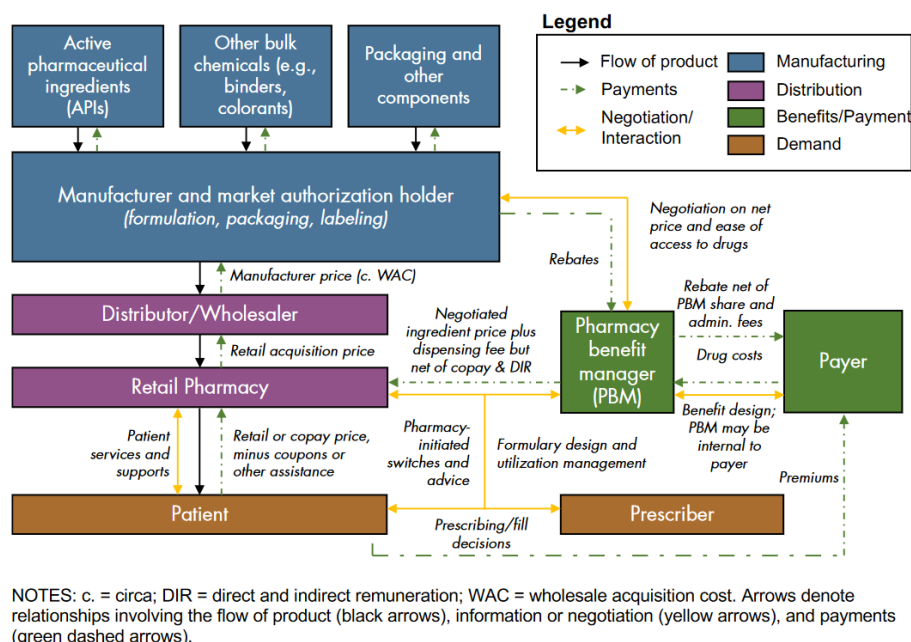 Active
pharmaceutical
ingredients
(APIs)
Other bulk
chemicals (e.g.,
binders,
colorants)
Packaging and
other
components
Legend
Flow of product
Payments
Negotiation/
Interaction
Manufacturing
Distribution
Benefits/Payment
Demand
Manufacturer and market authorization holder
(formulation, packaging, labeling)
Negotiation on net
price and ease of
access to drugs
Rebates
Manufacturer price (c. WAC)
Distributor/Wholesaler
Retail acquisition price
Retail Pharmacy
Negotiated
ingredient price plus
dispensing fee but
net of copay & DIR
Pharmacy
benefit
manager
(PBM)
Rebate net of
PBM share and
admin. fees
Drug costs
Payer
Benefit design;
PBM may be
internal to
payer
Patient
services and
supports
Retail or copay price,
minus coupons or
other assistance
Pharmacy-
initiated
switches and
advice
Formulary design and
utilization management
Premiums
Patient
Prescriber
Prescribing/fill
decisions
NOTES: c. = circa; DIR = direct and indirect remuneration; WAC = wholesale acquisition cost. Arrows denote
relationships involving the flow of product (black arrows), information or negotiation (yellow arrows), and payments
(green dashed arrows).